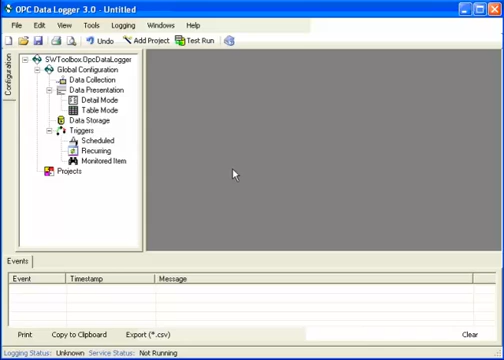 OPC Data Logger 3.0 - Untitled
File Edit View Tools Logging Windows Help
Undo Add Project Test Run
Configuration
SWToolbox.OpcDataLogger
Global Configuration
Data Collection
Data Presentation
Detail Mode
Table Mode
Data Storage
Triggers
Scheduled
Recurring
Monitored Item
Projects
Events
Event Timestamp Message
Print Copy to Clipboard Export (*.csv) Clear
Logging Status: Unknown Service Status: Not Running